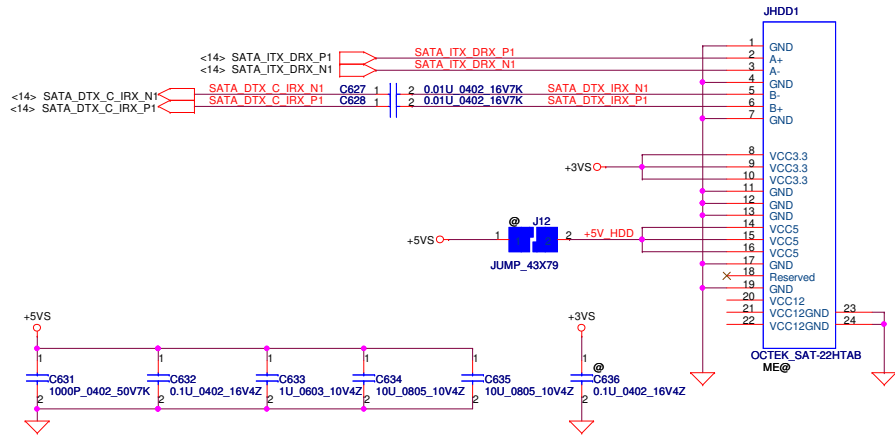 JHDD1
<14> SATA_ITX_DRX_P1 SATA_ITX_DRX_P1
<14> SATA_ITX_DRX_N1 SATA_ITX_DRX_N1
<14> SATA_DTX_C_IRX_N1 SATA_DTX_C_IRX_N1 C627 1 2 0.01U_0402_16V7K SATA_DTX_IRX_N1
<14> SATA_DTX_C_IRX_P1 SATA_DTX_C_IRX_P1 C628 1 2 0.01U_0402_16V7K SATA_DTX_IRX_P1
1 GND
2 A+
3 A-
4 GND
5 B-
6 B+
7 GND
+3VS
8 VCC3.3
9 VCC3.3
10 VCC3.3
11 GND
12 GND
13 GND
@ J12
+5VS 1 2 +5V_HDD
JUMP_43X79
14 VCC5
15 VCC5
16 VCC5
17 GND
18 Reserved
19 GND
20 VCC12
21 VCC12GND 23
22 VCC12GND 24
OCTEK_SAT-22HTAB
ME@
+5VS
1 C631 1000P_0402_50V7K 2
1 C632 0.1U_0402_16V4Z 2
1 C633 1U_0603_10V4Z 2
1 C634 10U_0805_10V4Z 2
1 C635 10U_0805_10V4Z 2
+3VS
1 @ C636 0.1U_0402_16V4Z 2